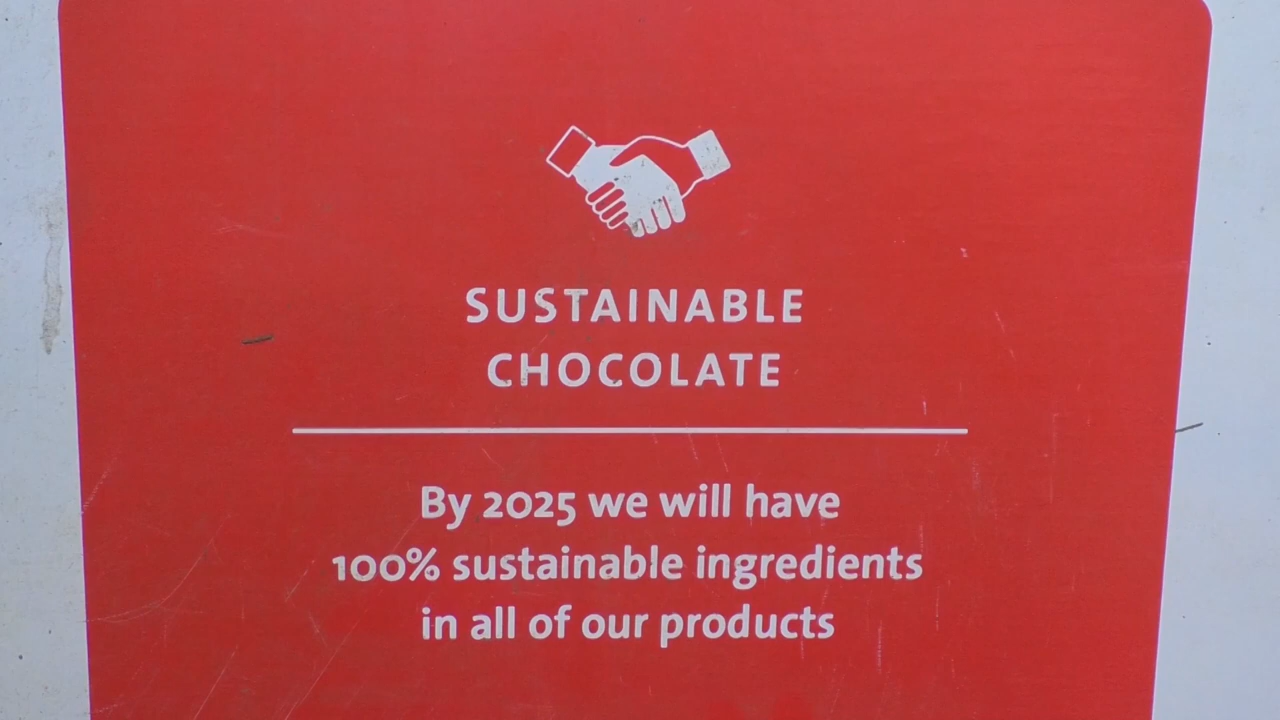 SUSTAINABLE
CHOCOLATE
By 2025 we will have
100% sustainable ingredients
in all of our products